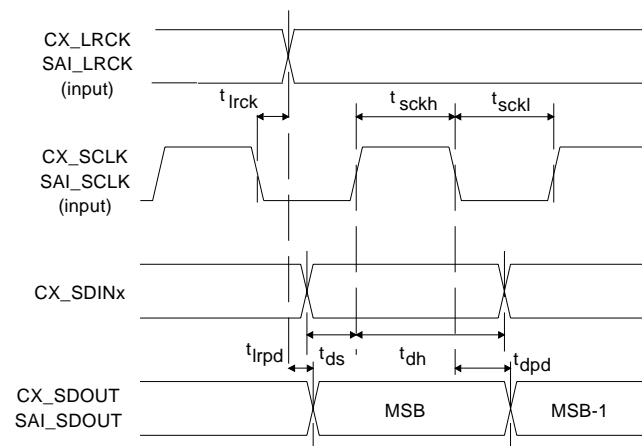 CX_LRCK
SAI_LRCK
(input)
t lrck
t sckh
t sckl
CX_SCLK
SAI_SCLK
(input)
CX_SDINx
t lrpd
t ds
t dh
t dpd
CX_SDOUT
SAI_SDOUT
MSB
MSB-1